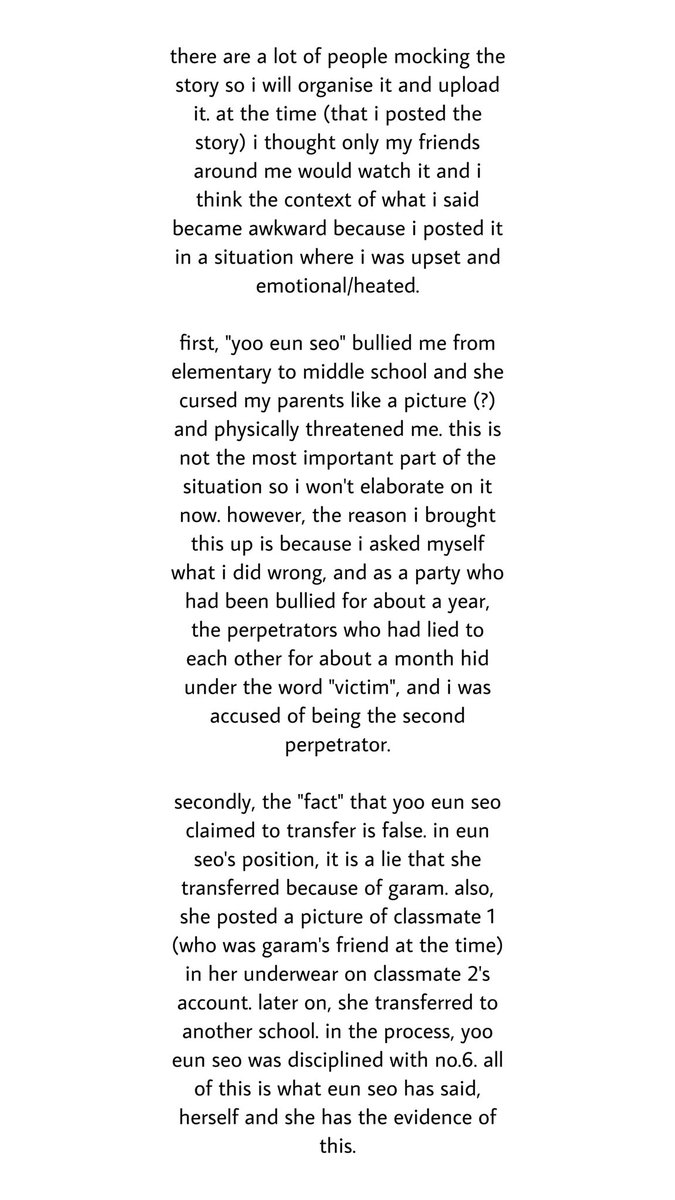 there are a lot of people mocking the
story so i will organise it and upload
it. at the time (that i posted the
story) i thought only my friends
around me would watch it and i
think the context of what i said
became awkward because i posted it
in a situation where i was upset and
emotional/heated.
first, "yoo eun seo" bullied me from
elementary to middle school and she
cursed my parents like a picture (?)
and physically threatened me. this is
not the most important part of the
situation so i won't elaborate on it
now. however, the reason i brought
this up is because i asked myself
what i did wrong, and as a party who
had been bullied for about a year,
the perpetrators who had lied to
each other for about a month hid
under the word "victim", and i was
accused of being the second
perpetrator.
secondly, the "fact" that yoo eun seo
claimed to transfer is false. in eun
seo's position, it is a lie that she
transferred because of garam. also,
she posted a picture of classmate 1
(who was garam's friend at the time)
in her underwear on classmate 2's
account. later on, she transferred to
another school. in the process, yoo
eun seo was disciplined with no.6. all
of this is what eun seo has said,
herself and she has the evidence of
this.